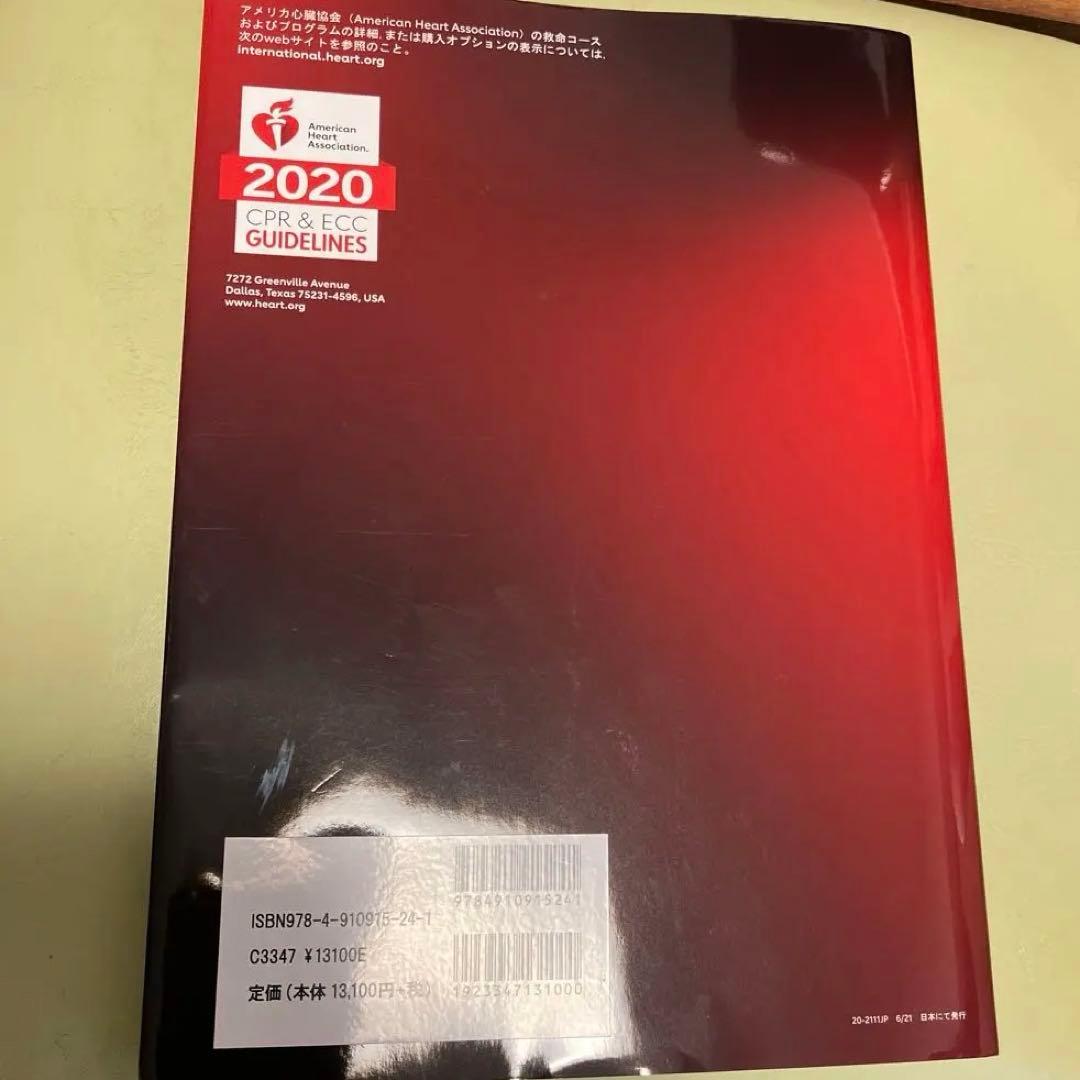 アメリカ心臓協会（American Heart Association）の救命コース
およびプログラムの詳細, または購入オプションの表示については,
次のwebサイトを参照のこと。
international.heart.org
American
Heart
Association.
2020
CPR & ECC
GUIDELINES
7272 Greenville Avenue
Dallas, Texas 75231-4596, USA
www.heart.org
9784910915241
ISBN978-4-910915-24-1
C3347 ¥13100E
定価(本体 13,100円+税)
1923347131000
20-2111JP 6/21 日本にて発行